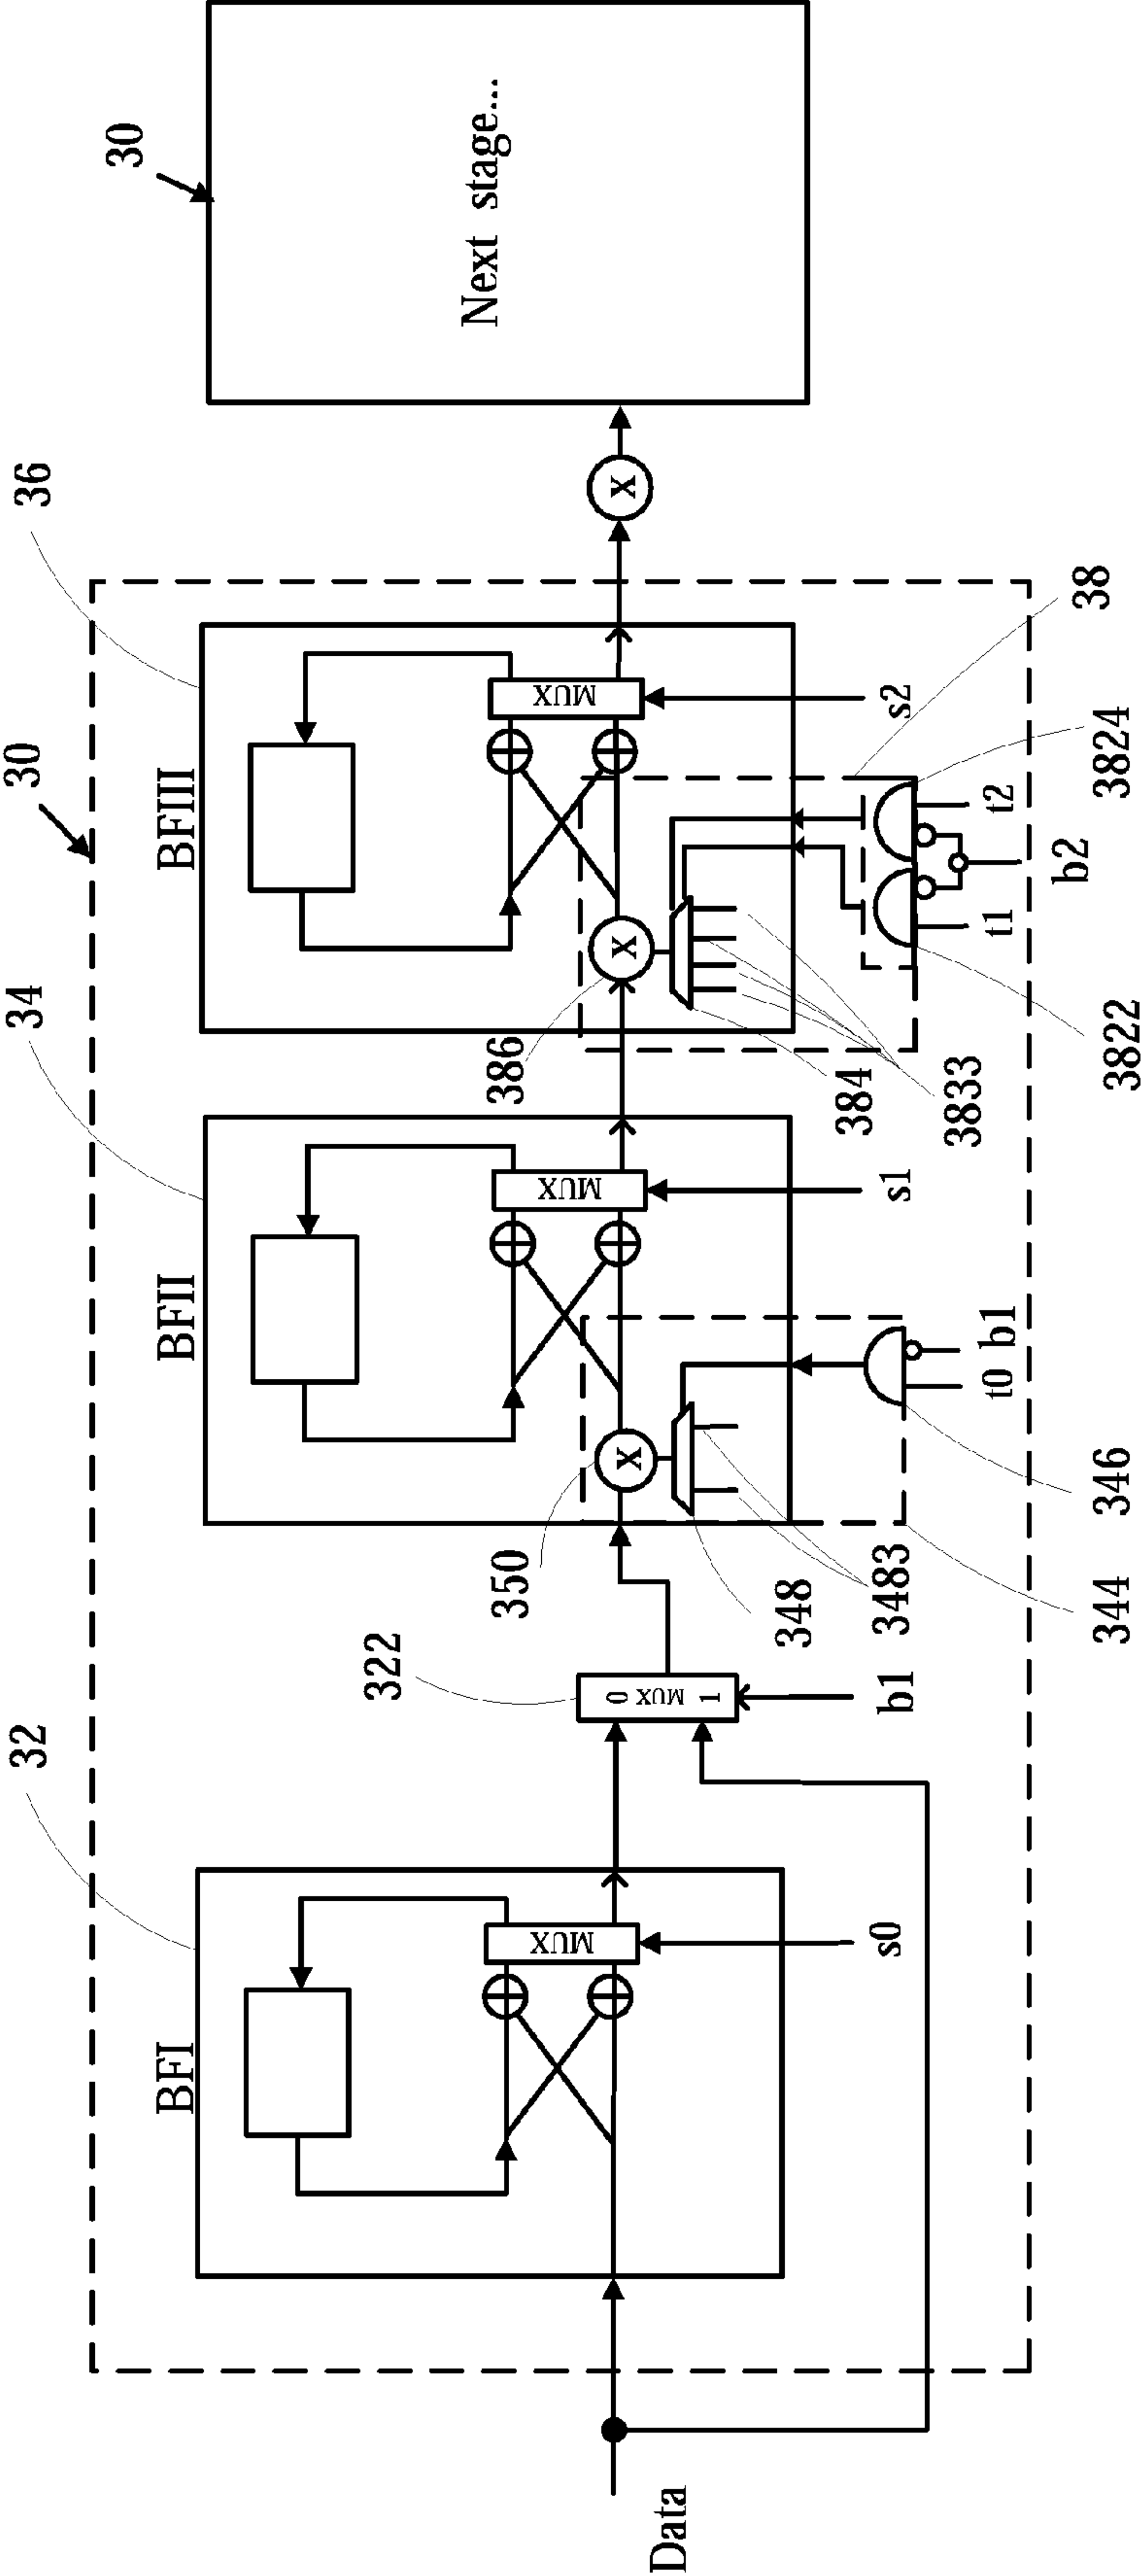 30
36
34
30
32
BFIII
BFII
BFI
Next stage...
MUX
MUX
MUX
X
X
X
386
350
322
0
MUX
1
384
3833
348
3483
38
s2
s1
b1
s0
t2
t1
b2
3824
3822
t0
b1
346
344
Data